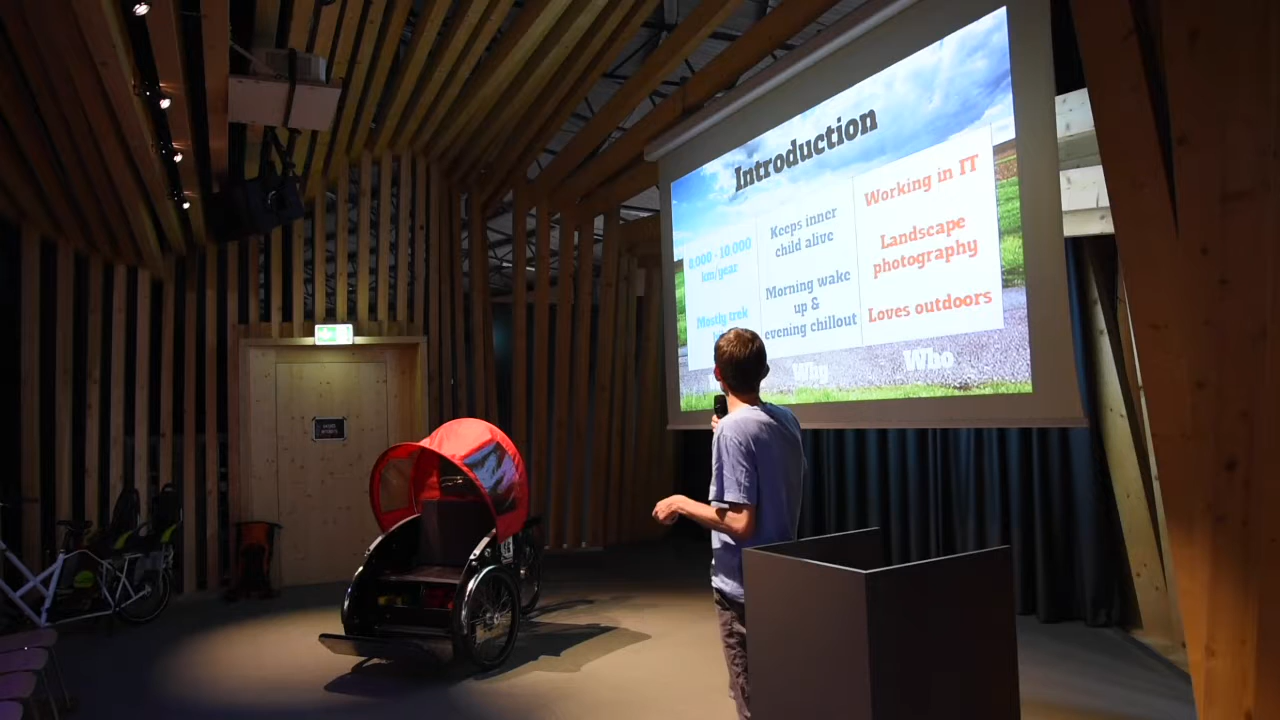 Introduction
8,000 - 10,000
km/year
Mostly trek
Keeps inner
child alive
Morning wake
up &
evening chillout
Why
Working in IT
Landscape
photography
Loves outdoors
Who